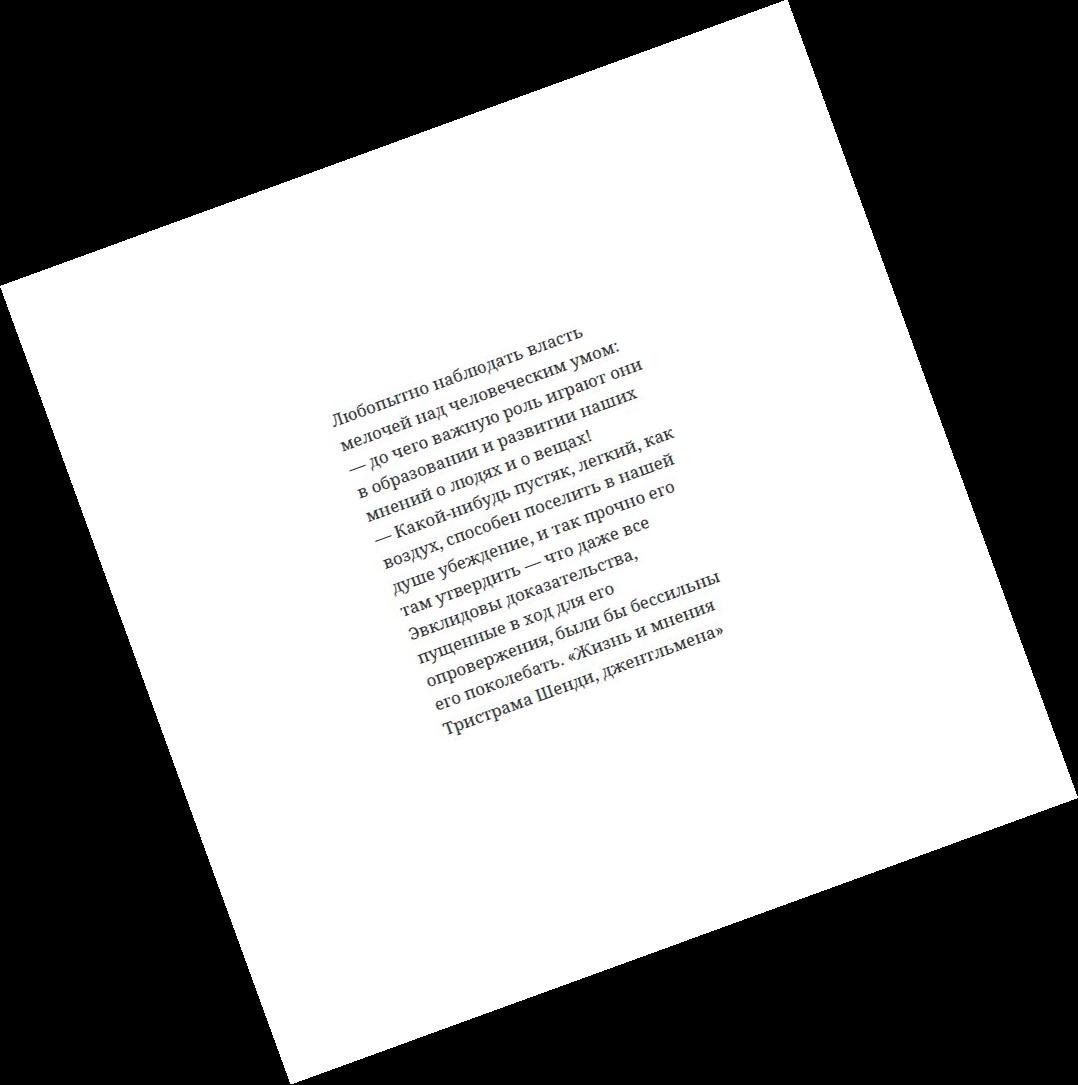 Любопытно наблюдать власть
мелочей над человеческим умом:
— до чего важную роль играют они
в образовании и развитии наших
мнений о людях и о вещах!
— Какой-нибудь пустяк, легкий, как
воздух, способен поселить в нашей
душе убеждение, и так прочно его
там утвердить — что даже все
Эвклидовы доказательства,
пущенные в ход для его
опровержения, были бы бессильны
его поколебать. «Жизнь и мнения
Тристрама Шенди, джентльмена»